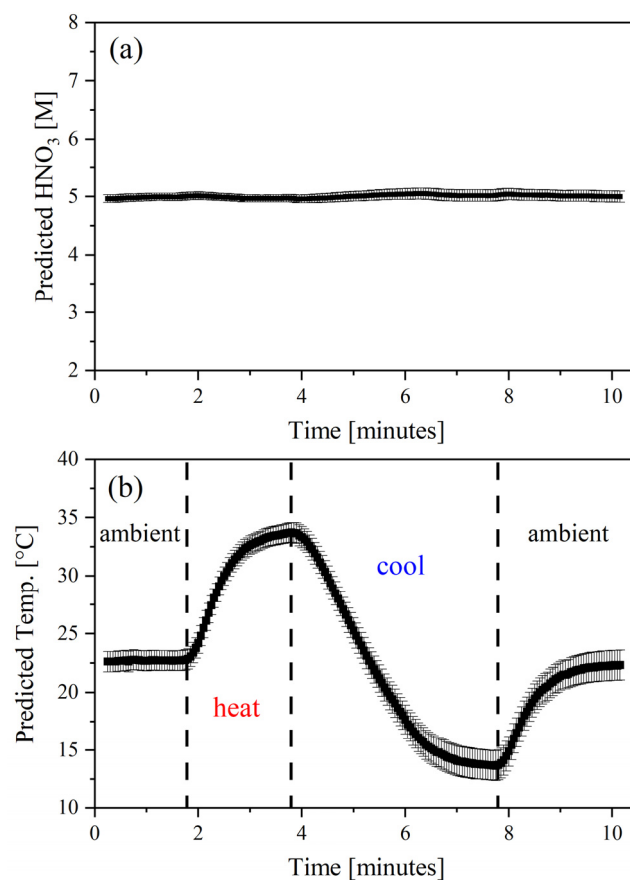 (a)
Predicted HNO₃ [M]
8
7
6
5
4
3
2
0 2 4 6 8 10
Time [minutes]
(b)
Predicted Temp. [°C]
40
35
30
25
20
15
10
ambient
heat
cool
ambient
0 2 4 6 8 10
Time [minutes]